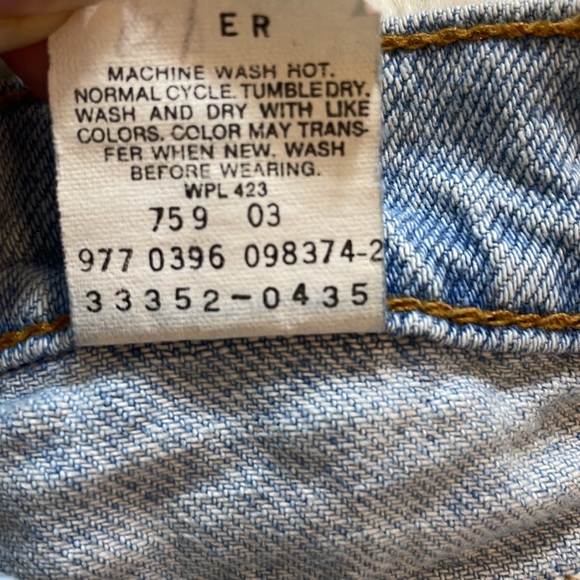 ER
MACHINE WASH HOT.
NORMAL CYCLE. TUMBLE DRY.
WASH AND DRY WITH LIKE
COLORS. COLOR MAY TRANS-
FER WHEN NEW. WASH
BEFORE WEARING.
WPL 423
759 03
977 0396 098374-2
33352-0435